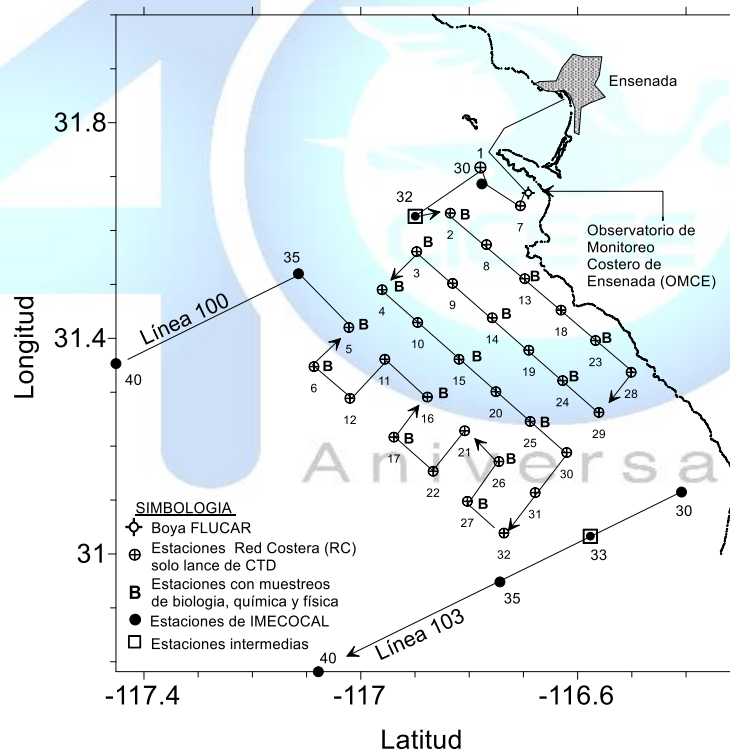 Ensenada
31.8
1
30
32
7
2
B
Observatorio de
Monitoreo
Costero de
Ensenada (OMCE)
8
B
3
35
B
13
4
B
9
Línea 100
18
B
14
B
10
23
31.4
B
5
19
40
6
11
15
B
B
24
28
12
B
16
20
29
B
25
B
17
21
30
Aniversa
22
B
26
30
B
27
31
SIMBOLOGIA
Boya FLUCAR
Estaciones Red Costera (RC)
solo lance de CTD
B Estaciones con muestreos
de biologia, química y física
Estaciones de IMECOCAL
Estaciones intermedias
32
33
31
35
Línea 103
40
-117.4
-117
-116.6
Latitud
Longitud